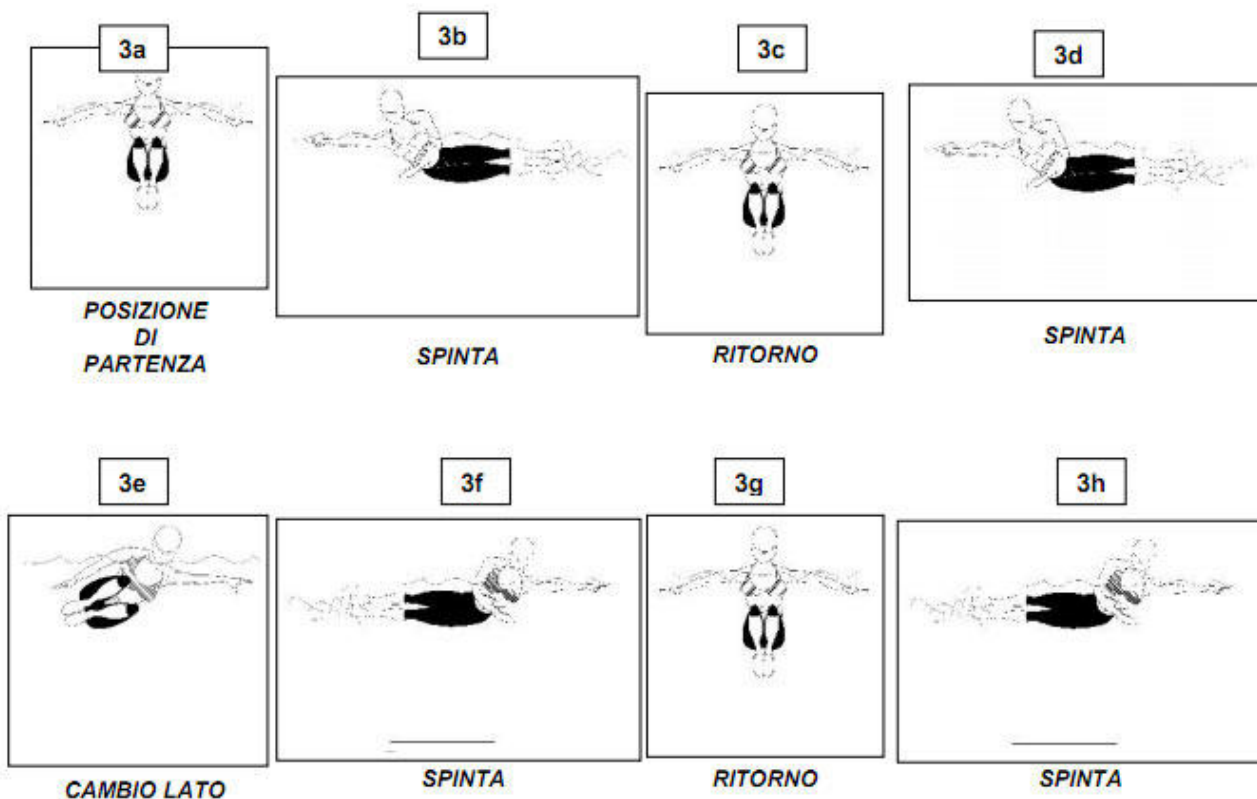 3a
3b
3c
3d
POSIZIONE
DI
PARTENZA
SPINTA
RITORNO
SPINTA
3e
3f
3g
3h
CAMBIO LATO
SPINTA
RITORNO
SPINTA